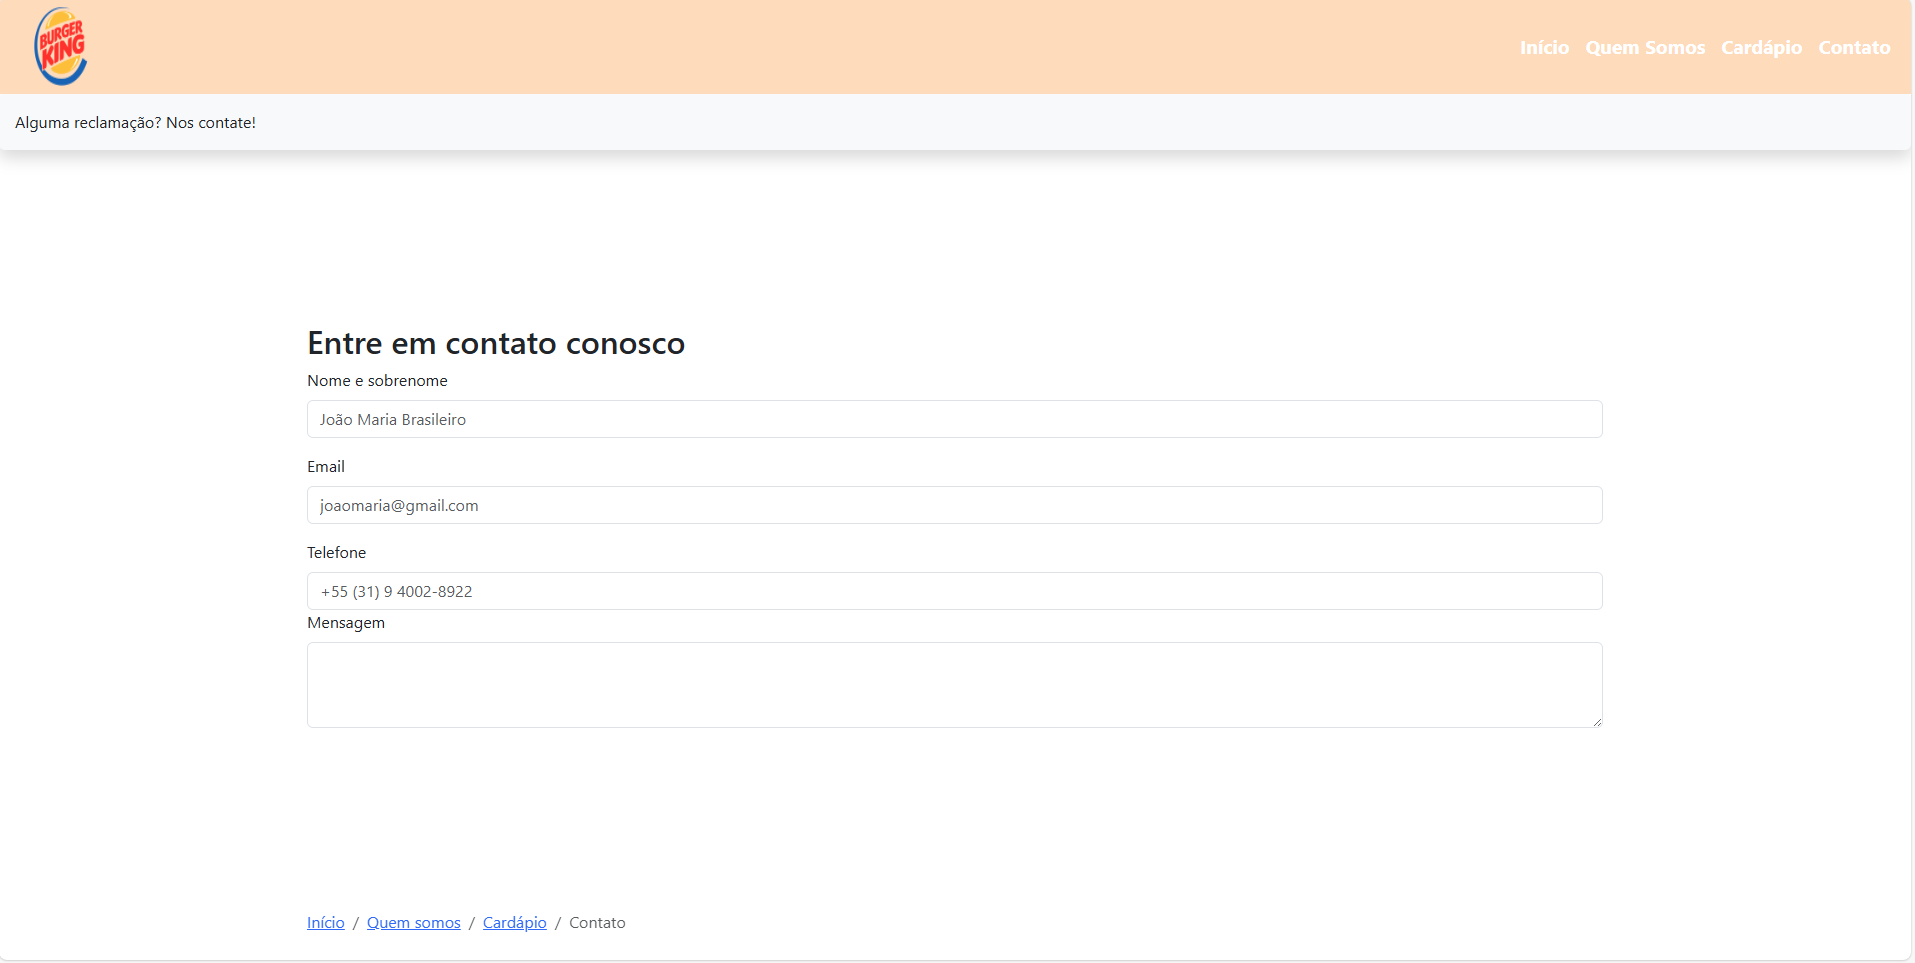 BURGER
KING
Início Quem Somos Cardápio Contato
Alguma reclamação? Nos contate!
Entre em contato conosco
Nome e sobrenome
João Maria Brasileiro
Email
joaomaria@gmail.com
Telefone
+55 (31) 9 4002-8922
Mensagem
Início / Quem somos / Cardápio / Contato